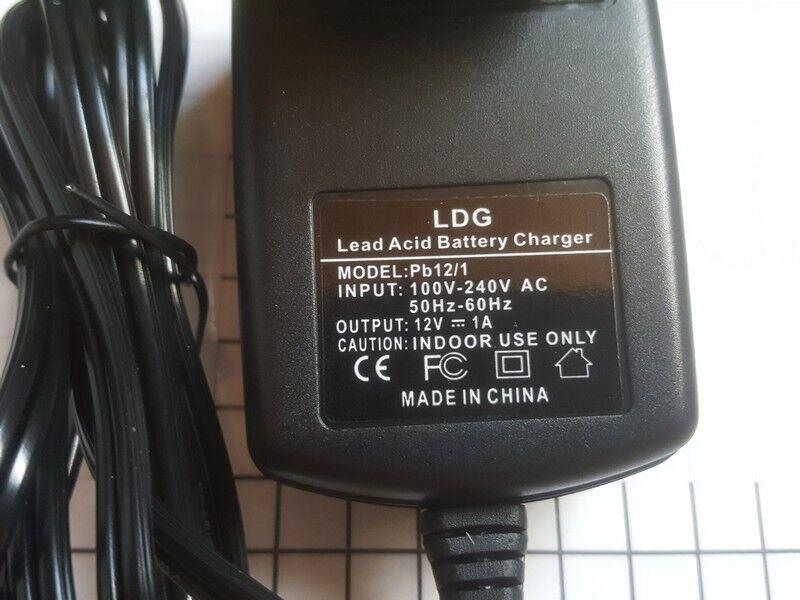 LDG
Lead Acid Battery Charger
MODEL:Pb12/1
INPUT: 100V-240V AC
50Hz-60Hz
OUTPUT: 12V ⎓ 1A
CAUTION: INDOOR USE ONLY
CE FC
MADE IN CHINA